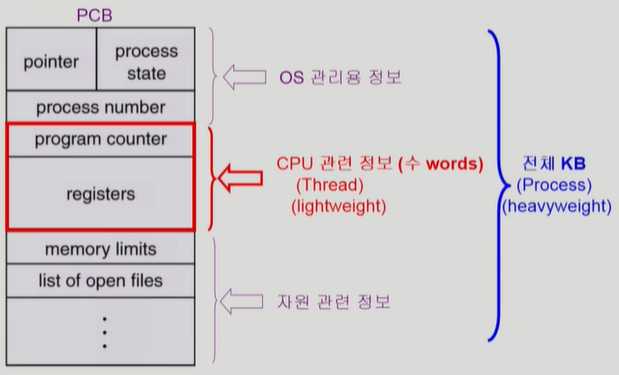 PCB
pointer
process
state
process number
program counter
registers
memory limits
list of open files
OS 관리용 정보
CPU 관련 정보 (수 words)
(Thread)
(lightweight)
자원 관련 정보
전체 KB
(Process)
(heavyweight)